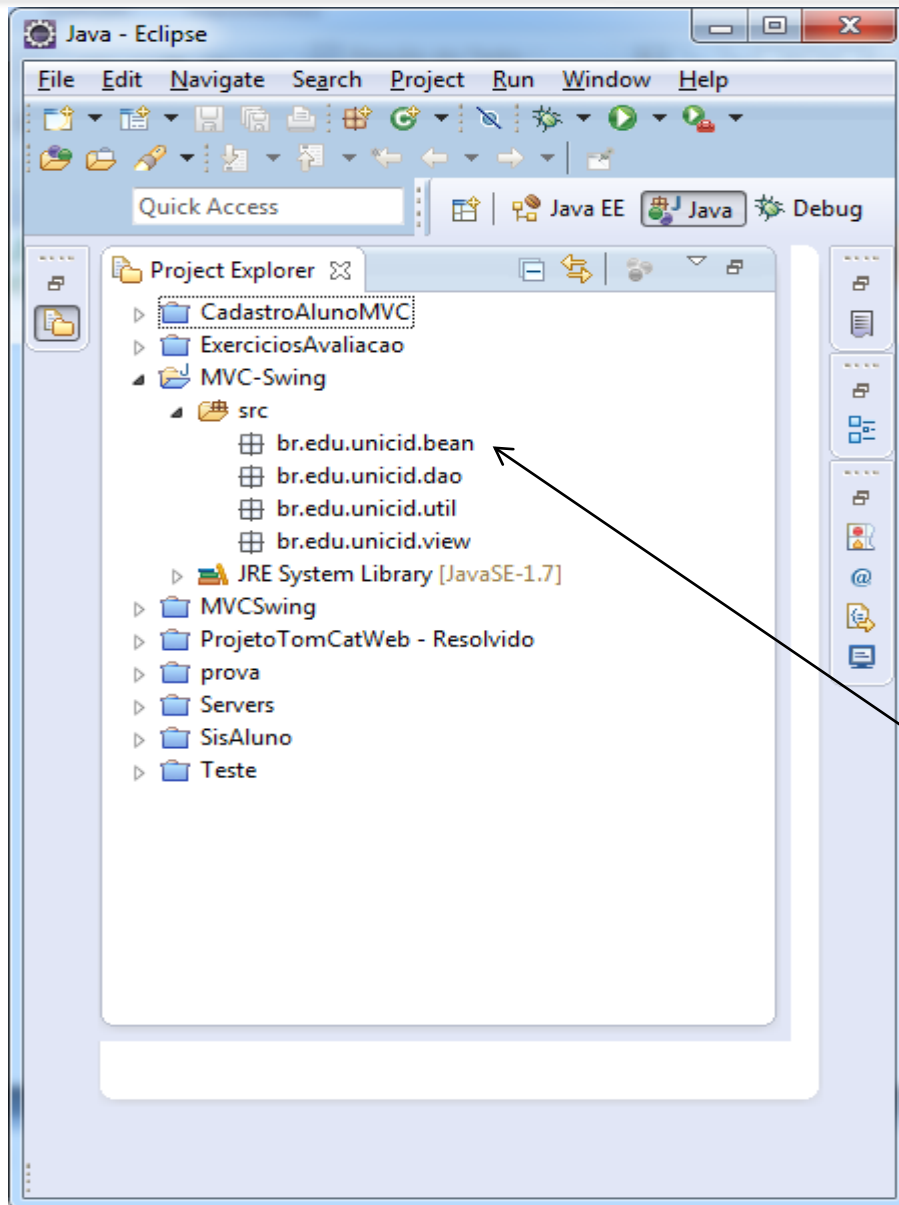 Java - Eclipse
File Edit Navigate Search Project Run Window Help
Quick Access
Java EE Java Debug
Project Explorer
CadastroAlunoMVC
ExerciciosAvaliacao
MVC-Swing
src
br.edu.unicid.bean
br.edu.unicid.dao
br.edu.unicid.util
br.edu.unicid.view
JRE System Library [JavaSE-1.7]
MVCSwing
ProjetoTomCatWeb - Resolvido
prova
Servers
SisAluno
Teste